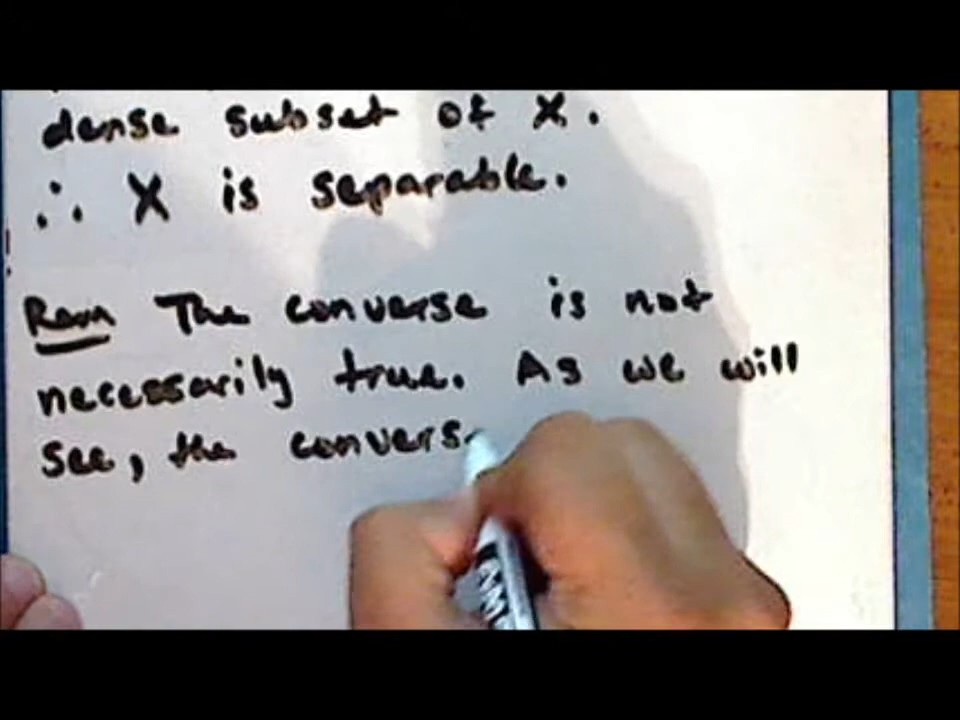 dense subset of X.
∴ X is separable.
Rem The converse is not
necessarily true. As we will
see, the convers